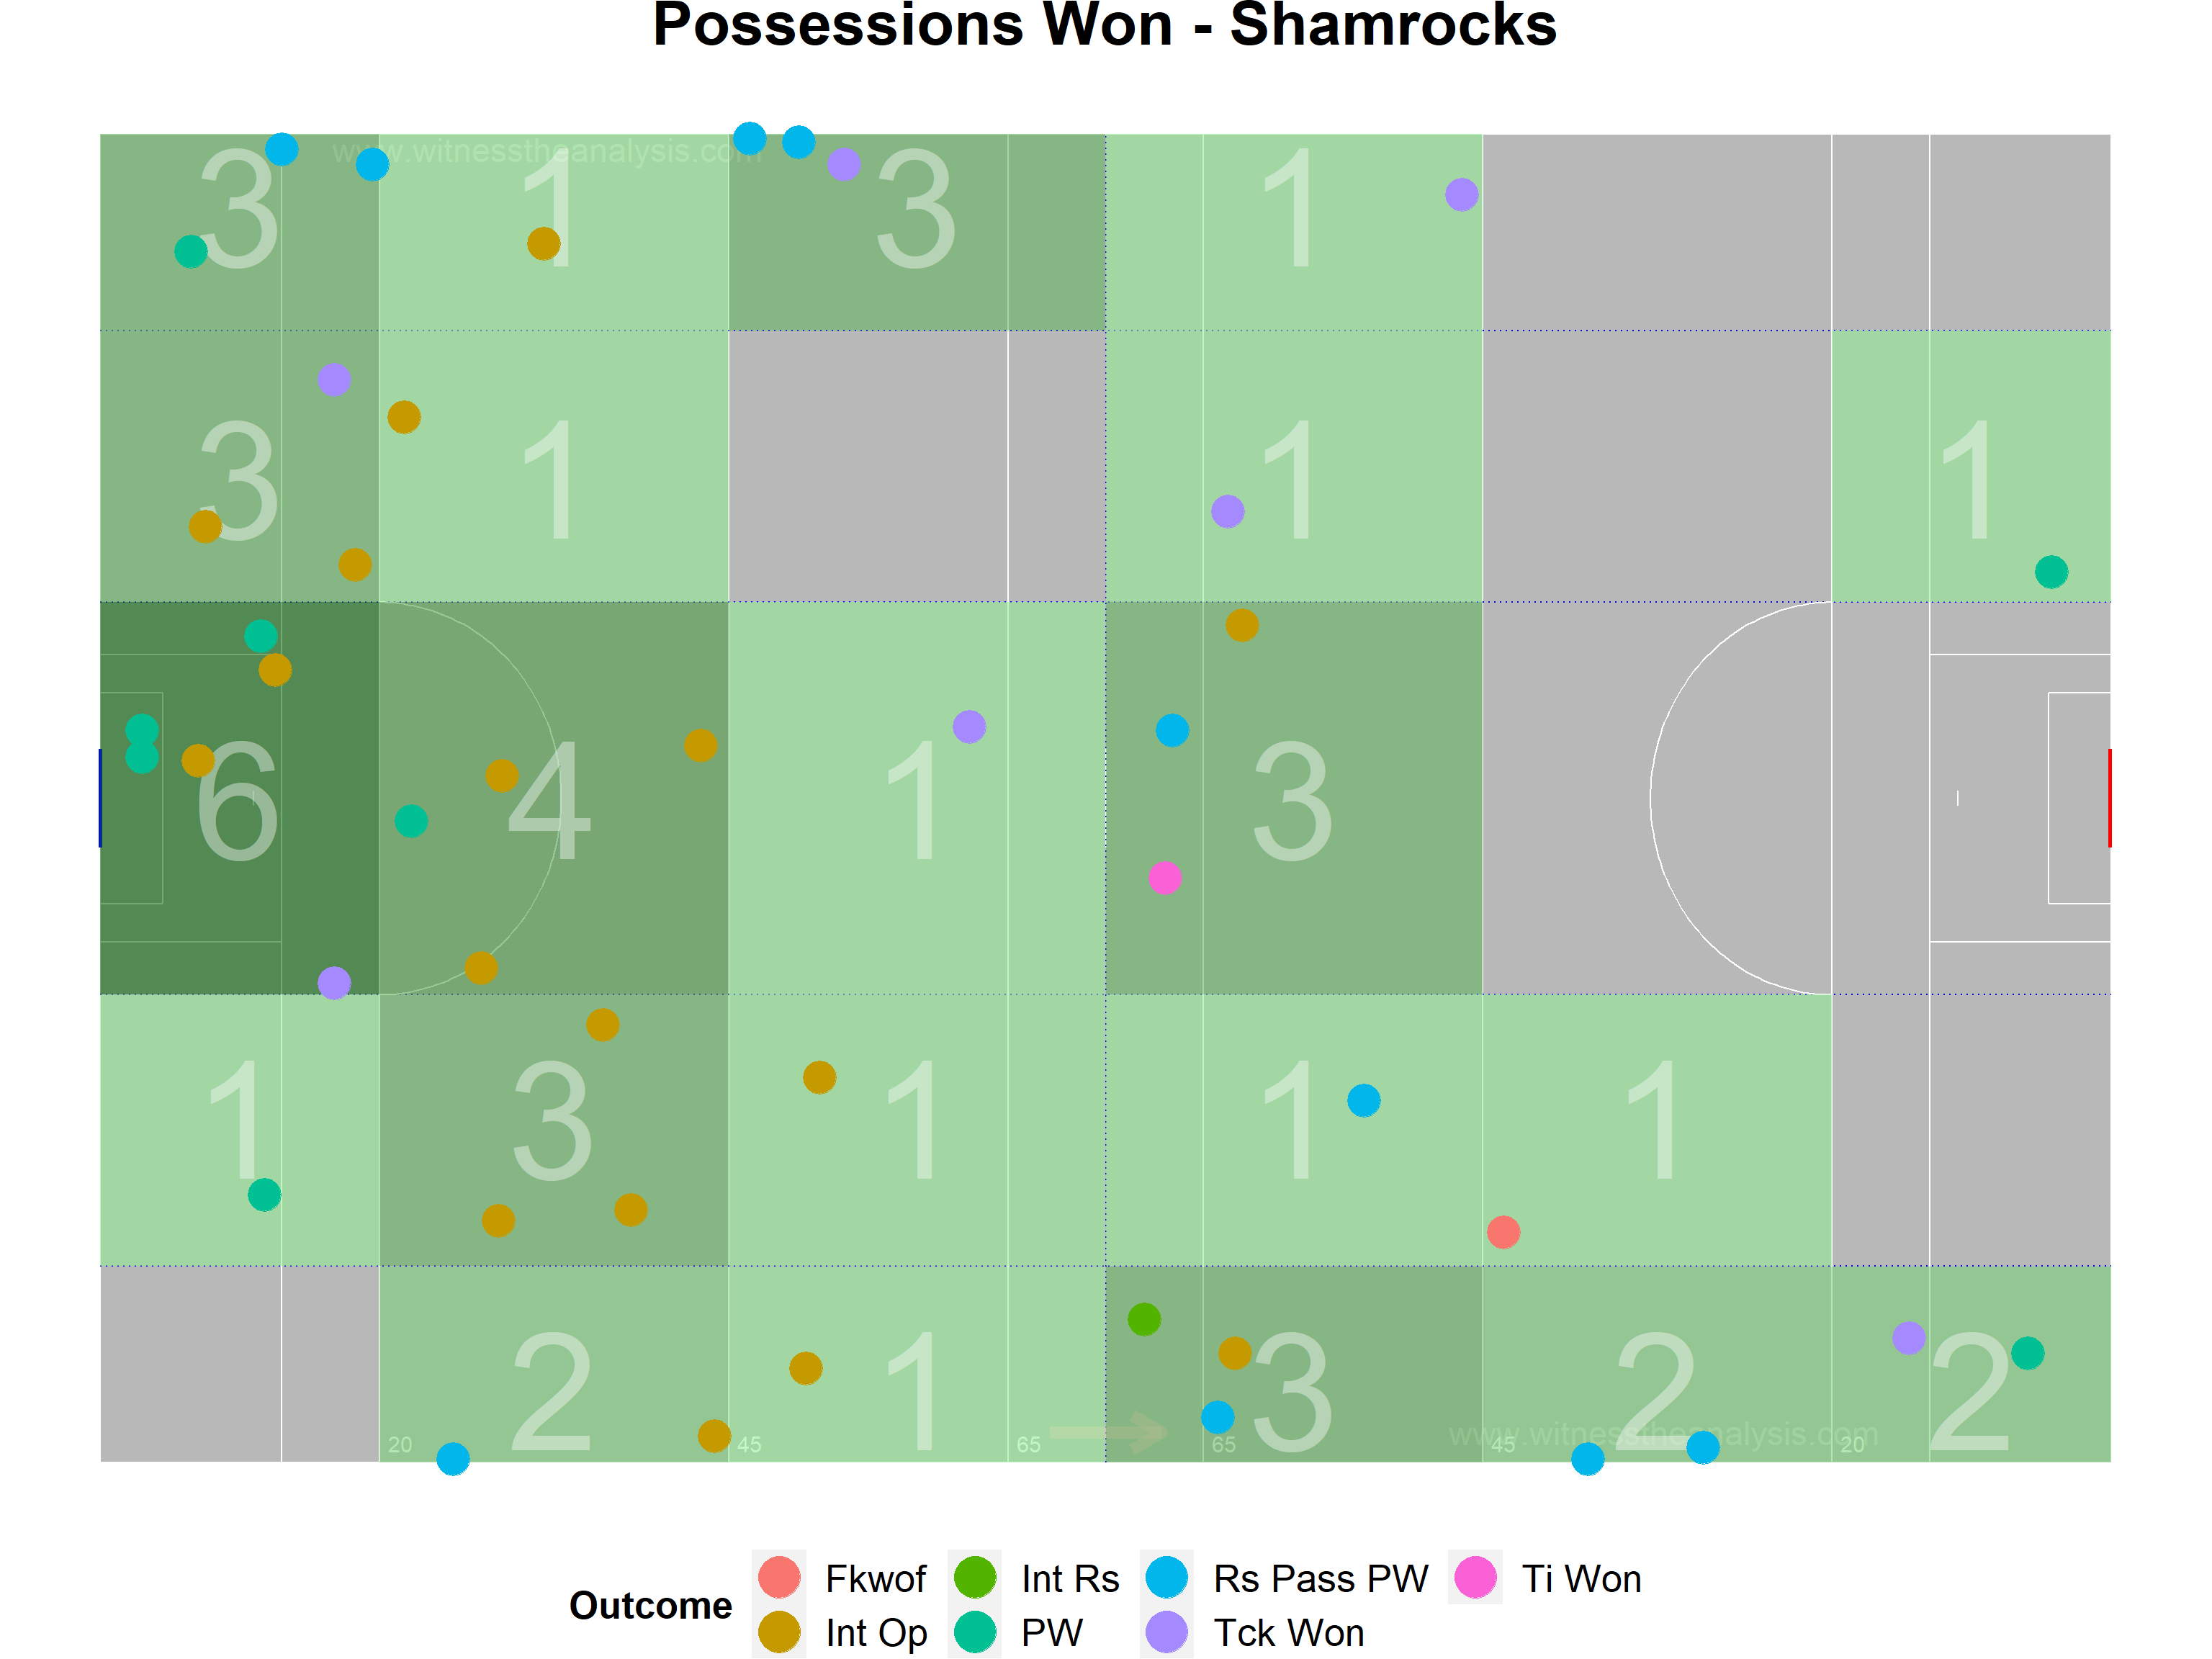 Possessions Won - Shamrocks
www.witnesstheanalysis.com
3 1 3 1
3 1 1 1
6 4 1 3
1 3 1 1 1
2 1 3 2 2
20 45 65 65 45 20
www.witnesstheanalysis.com
Outcome
Fkwof Int Rs Rs Pass PW Ti Won
Int Op PW Tck Won